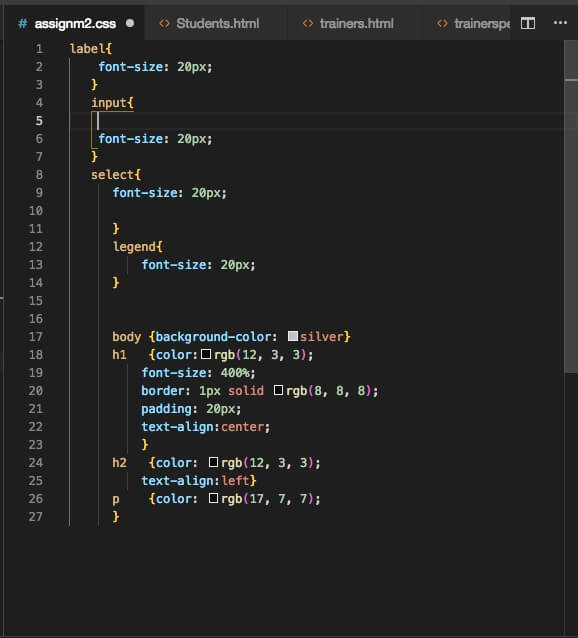 # assignm2.css ● <> Students.html <> trainers.html <> trainerspe ···
1 label{
2 font-size: 20px;
3 }
4 input{
5
6 font-size: 20px;
7 }
8 select{
9 font-size: 20px;
10
11 }
12 legend{
13 font-size: 20px;
14 }
15
16
17 body {background-color: silver}
18 h1 {color:rgb(12, 3, 3);
19 font-size: 400%;
20 border: 1px solid rgb(8, 8, 8);
21 padding: 20px;
22 text-align:center;
23 }
24 h2 {color: rgb(12, 3, 3);
25 text-align:left}
26 p {color: rgb(17, 7, 7);
27 }